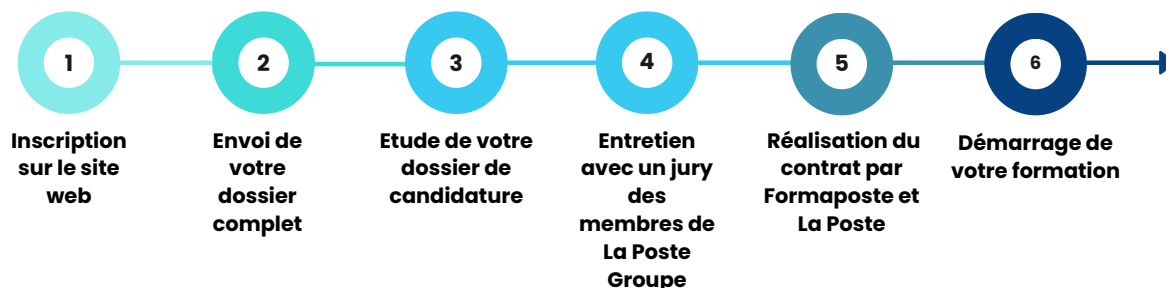 1
2
3
4
5
6
Inscription
sur le site
web
Envoi de
votre
dossier
complet
Etude de votre
dossier de
candidature
Entretien
avec un jury
des
membres de
La Poste
Groupe
Réalisation du
contrat par
Formaposte et
La Poste
Démarrage de
votre formation